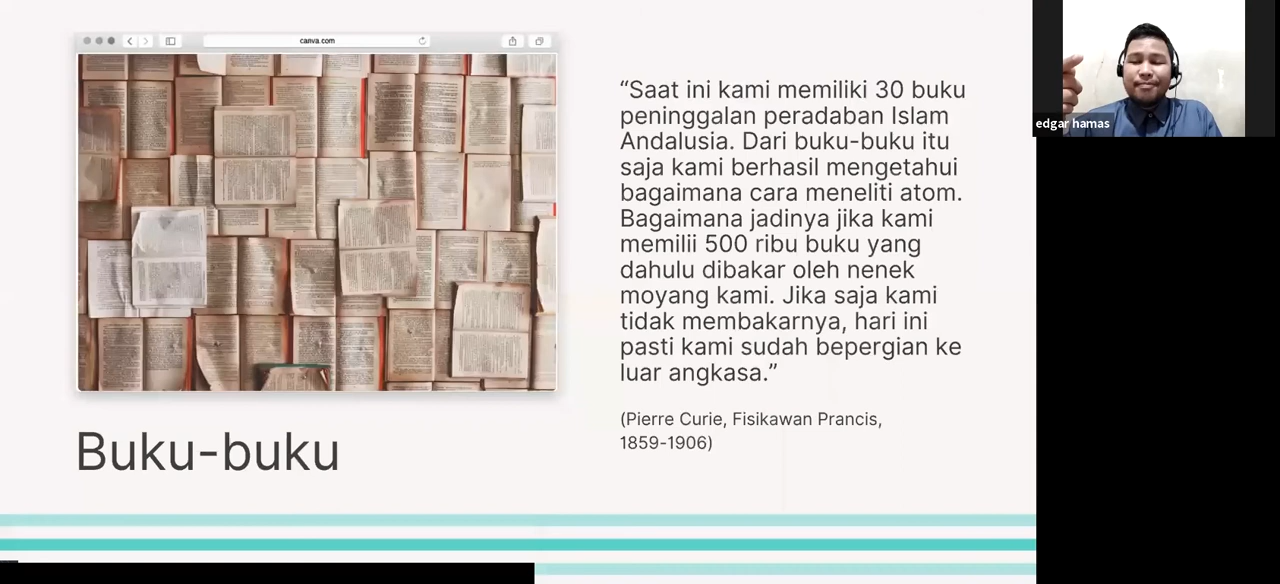 canva.com
“Saat ini kami memiliki 30 buku
peninggalan peradaban Islam
Andalusia. Dari buku-buku itu
saja kami berhasil mengetahui
bagaimana cara meneliti atom.
Bagaimana jadinya jika kami
memilii 500 ribu buku yang
dahulu dibakar oleh nenek
moyang kami. Jika saja kami
tidak membakarnya, hari ini
pasti kami sudah bepergian ke
luar angkasa.”
(Pierre Curie, Fisikawan Prancis,
1859-1906)
Buku-buku
edgar hamas